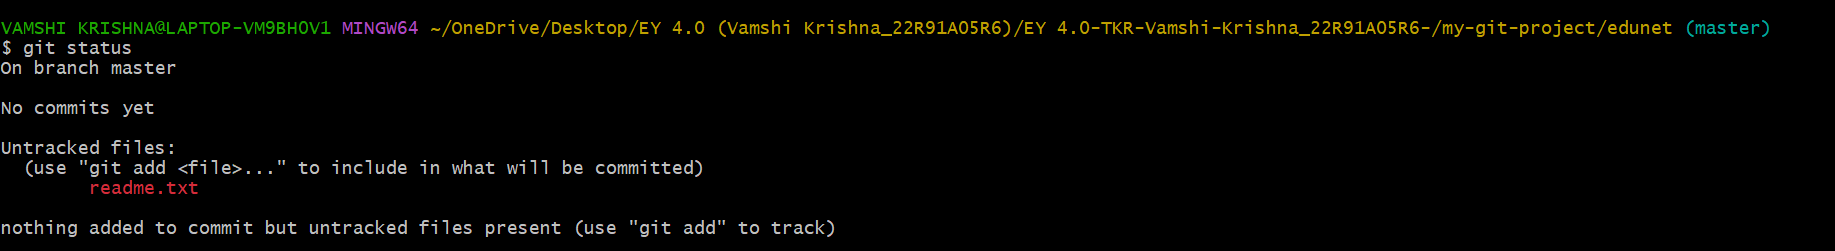 VAMSHI KRISHNA@LAPTOP-VM9BH0V1 MINGW64 ~/OneDrive/Desktop/EY 4.0 (Vamshi Krishna_22R91A05R6)/EY 4.0-TKR-Vamshi-Krishna_22R91A05R6-/my-git-project/edunet (master)
$ git status
On branch master
No commits yet
Untracked files:
  (use "git add <file>..." to include in what will be committed)
        readme.txt
nothing added to commit but untracked files present (use "git add" to track)